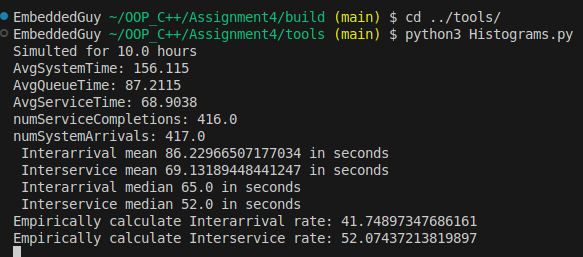 EmbeddedGuy ~/OOP_C++/Assignment4/build (main) $ cd ../tools/
EmbeddedGuy ~/OOP_C++/Assignment4/tools (main) $ python3 Histograms.py
Simulted for 10.0 hours
AvgSystemTime: 156.115
AvgQueueTime: 87.2115
AvgServiceTime: 68.9038
numServiceCompletions: 416.0
numSystemArrivals: 417.0
Interarrival mean 86.22966507177034 in seconds
Interservice mean 69.13189448441247 in seconds
Interarrival median 65.0 in seconds
Interservice median 52.0 in seconds
Empirically calculate Interarrival rate: 41.74897347686161
Empirically calculate Interservice rate: 52.07437213819897